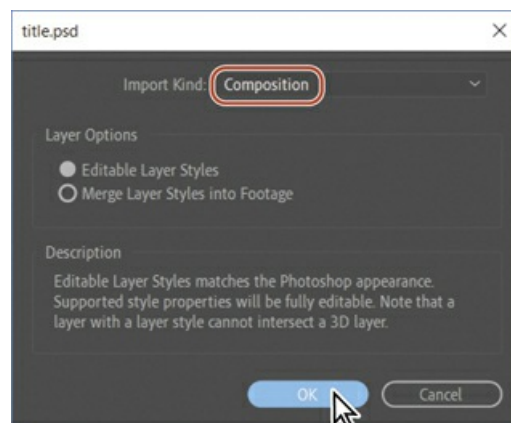 title.psd
Import Kind: Composition
Layer Options
Editable Layer Styles
Merge Layer Styles into Footage
Description
Editable Layer Styles matches the Photoshop appearance.
Supported style properties will be fully editable. Note that a
layer with a layer style cannot intersect a 3D layer.
OK Cancel